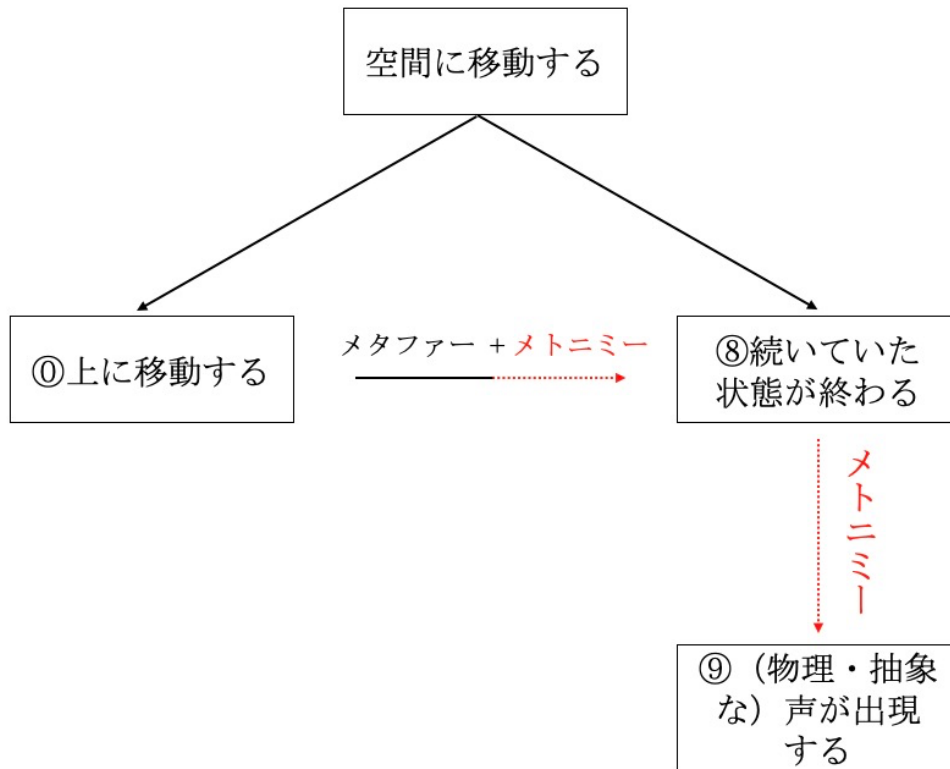 空間に移動する
⓪上に移動する
メタファー + メトニミー
⑧続いていた
状態が終わる
メトニミー
⑨（物理・抽象
な）声が出現
する